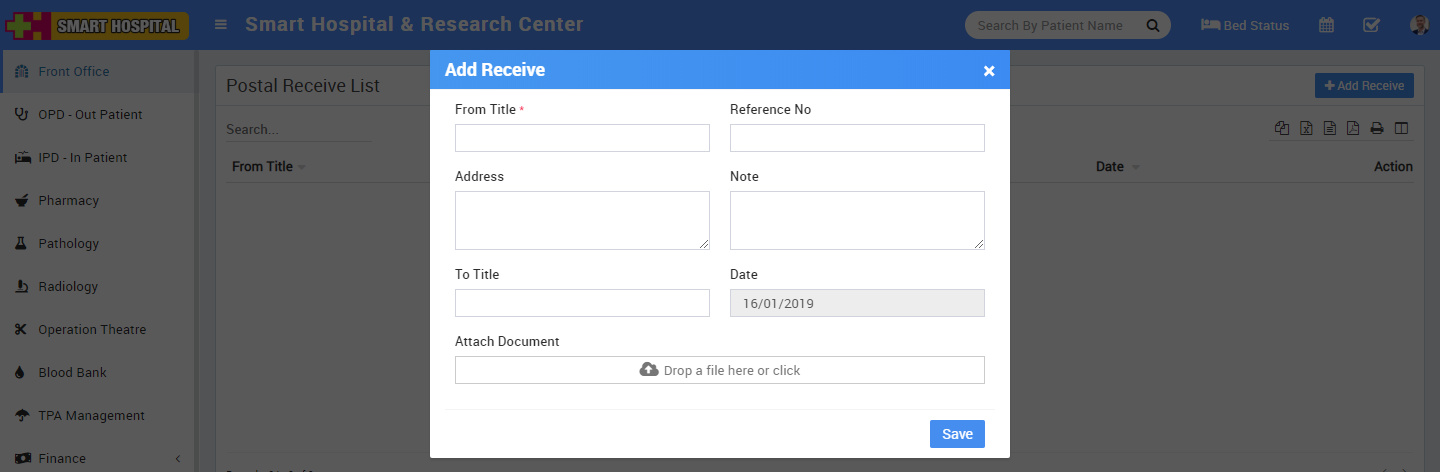 SMART HOSPITAL
Smart Hospital & Research Center
Search By Patient Name
Bed Status
Front Office
OPD - Out Patient
IPD - In Patient
Pharmacy
Pathology
Radiology
Operation Theatre
Blood Bank
TPA Management
Finance
Postal Receive List
Add Receive
Search...
From Title
Date
Action
Add Receive
×
From Title *
Reference No
Address
Note
To Title
Date
16/01/2019
Attach Document
Drop a file here or click
Save